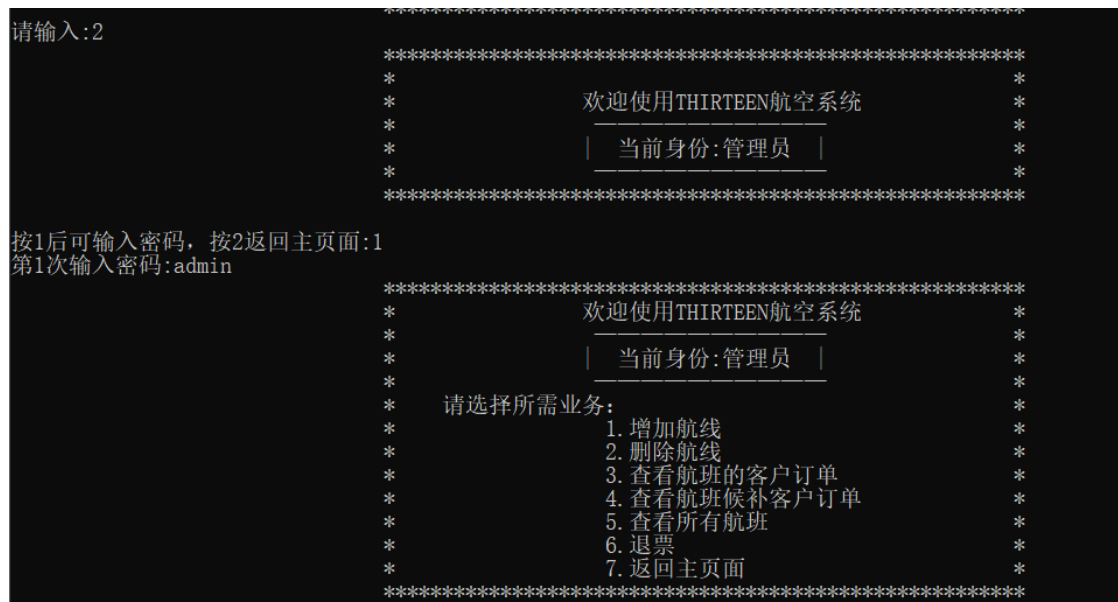 ******************************************************
请输入:2
******************************************************
* *
* 欢迎使用THIRTEEN航空系统 *
* —————————— *
* | 当前身份:管理员 | *
* —————————— *
******************************************************
按1后可输入密码，按2返回主页面:1
第1次输入密码:admin
******************************************************
* 欢迎使用THIRTEEN航空系统 *
* —————————— *
* | 当前身份:管理员 | *
* —————————— *
* 请选择所需业务： *
* 1.增加航线 *
* 2.删除航线 *
* 3.查看航班的客户订单 *
* 4.查看航班候补客户订单 *
* 5.查看所有航班 *
* 6.退票 *
* 7.返回主页面 *
******************************************************